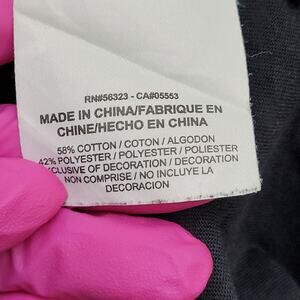 RN#56323 - CA#05553
MADE IN CHINA/FABRIQUE EN
CHINE/HECHO EN CHINA
58% COTTON / COTON / ALGODON
42% POLYESTER / POLYESTER / POLIESTER
EXCLUSIVE OF DECORATION / DECORATION
NON COMPRISE / NO INCLUYE LA
DECORACION